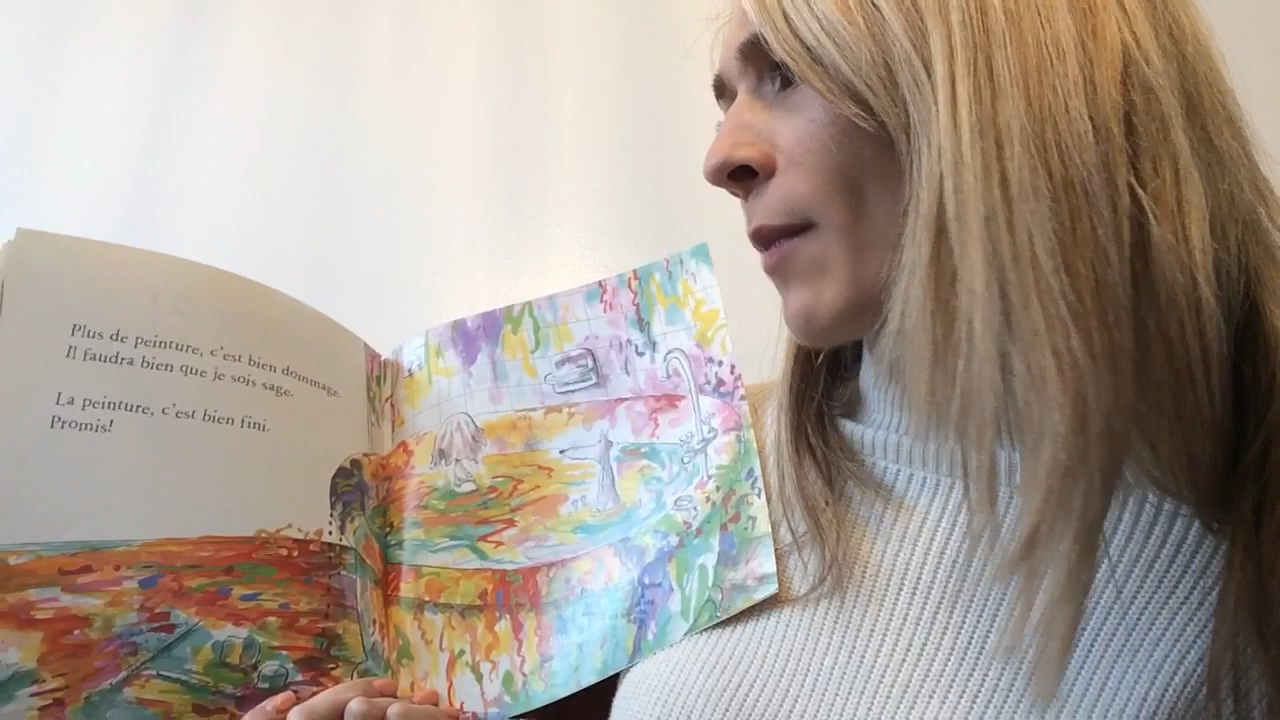 Plus de peinture, c'est bien dommage.
Il faudra bien que je sois sage.
La peinture, c'est bien fini.
Promis!